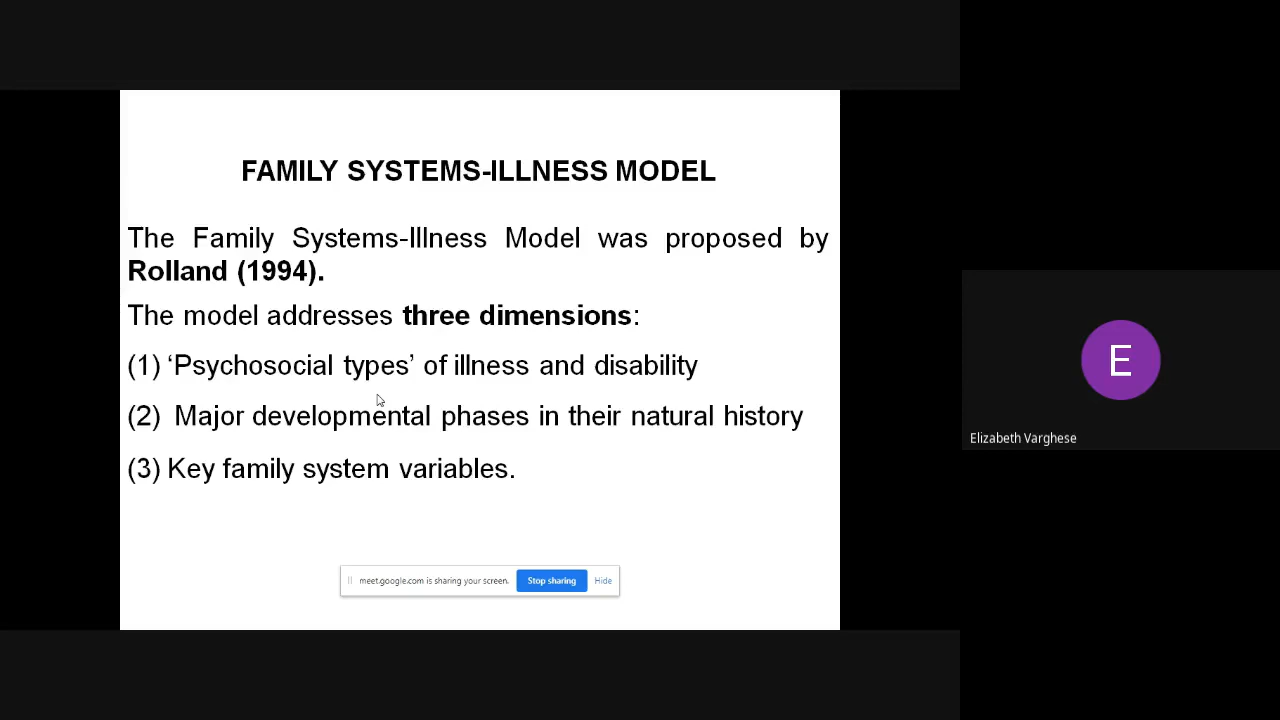 FAMILY SYSTEMS-ILLNESS MODEL
The Family Systems-Illness Model was proposed by
Rolland (1994).
The model addresses three dimensions:
(1) ‘Psychosocial types’ of illness and disability
(2) Major developmental phases in their natural history
(3) Key family system variables.
meet.google.com is sharing your screen. Stop sharing Hide
E
Elizabeth Varghese